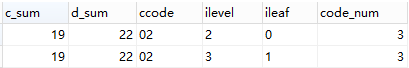 c_sum d_sum ccode ilevel ileaf code_num
19 22 02 2 0 3
19 22 02 3 1 3